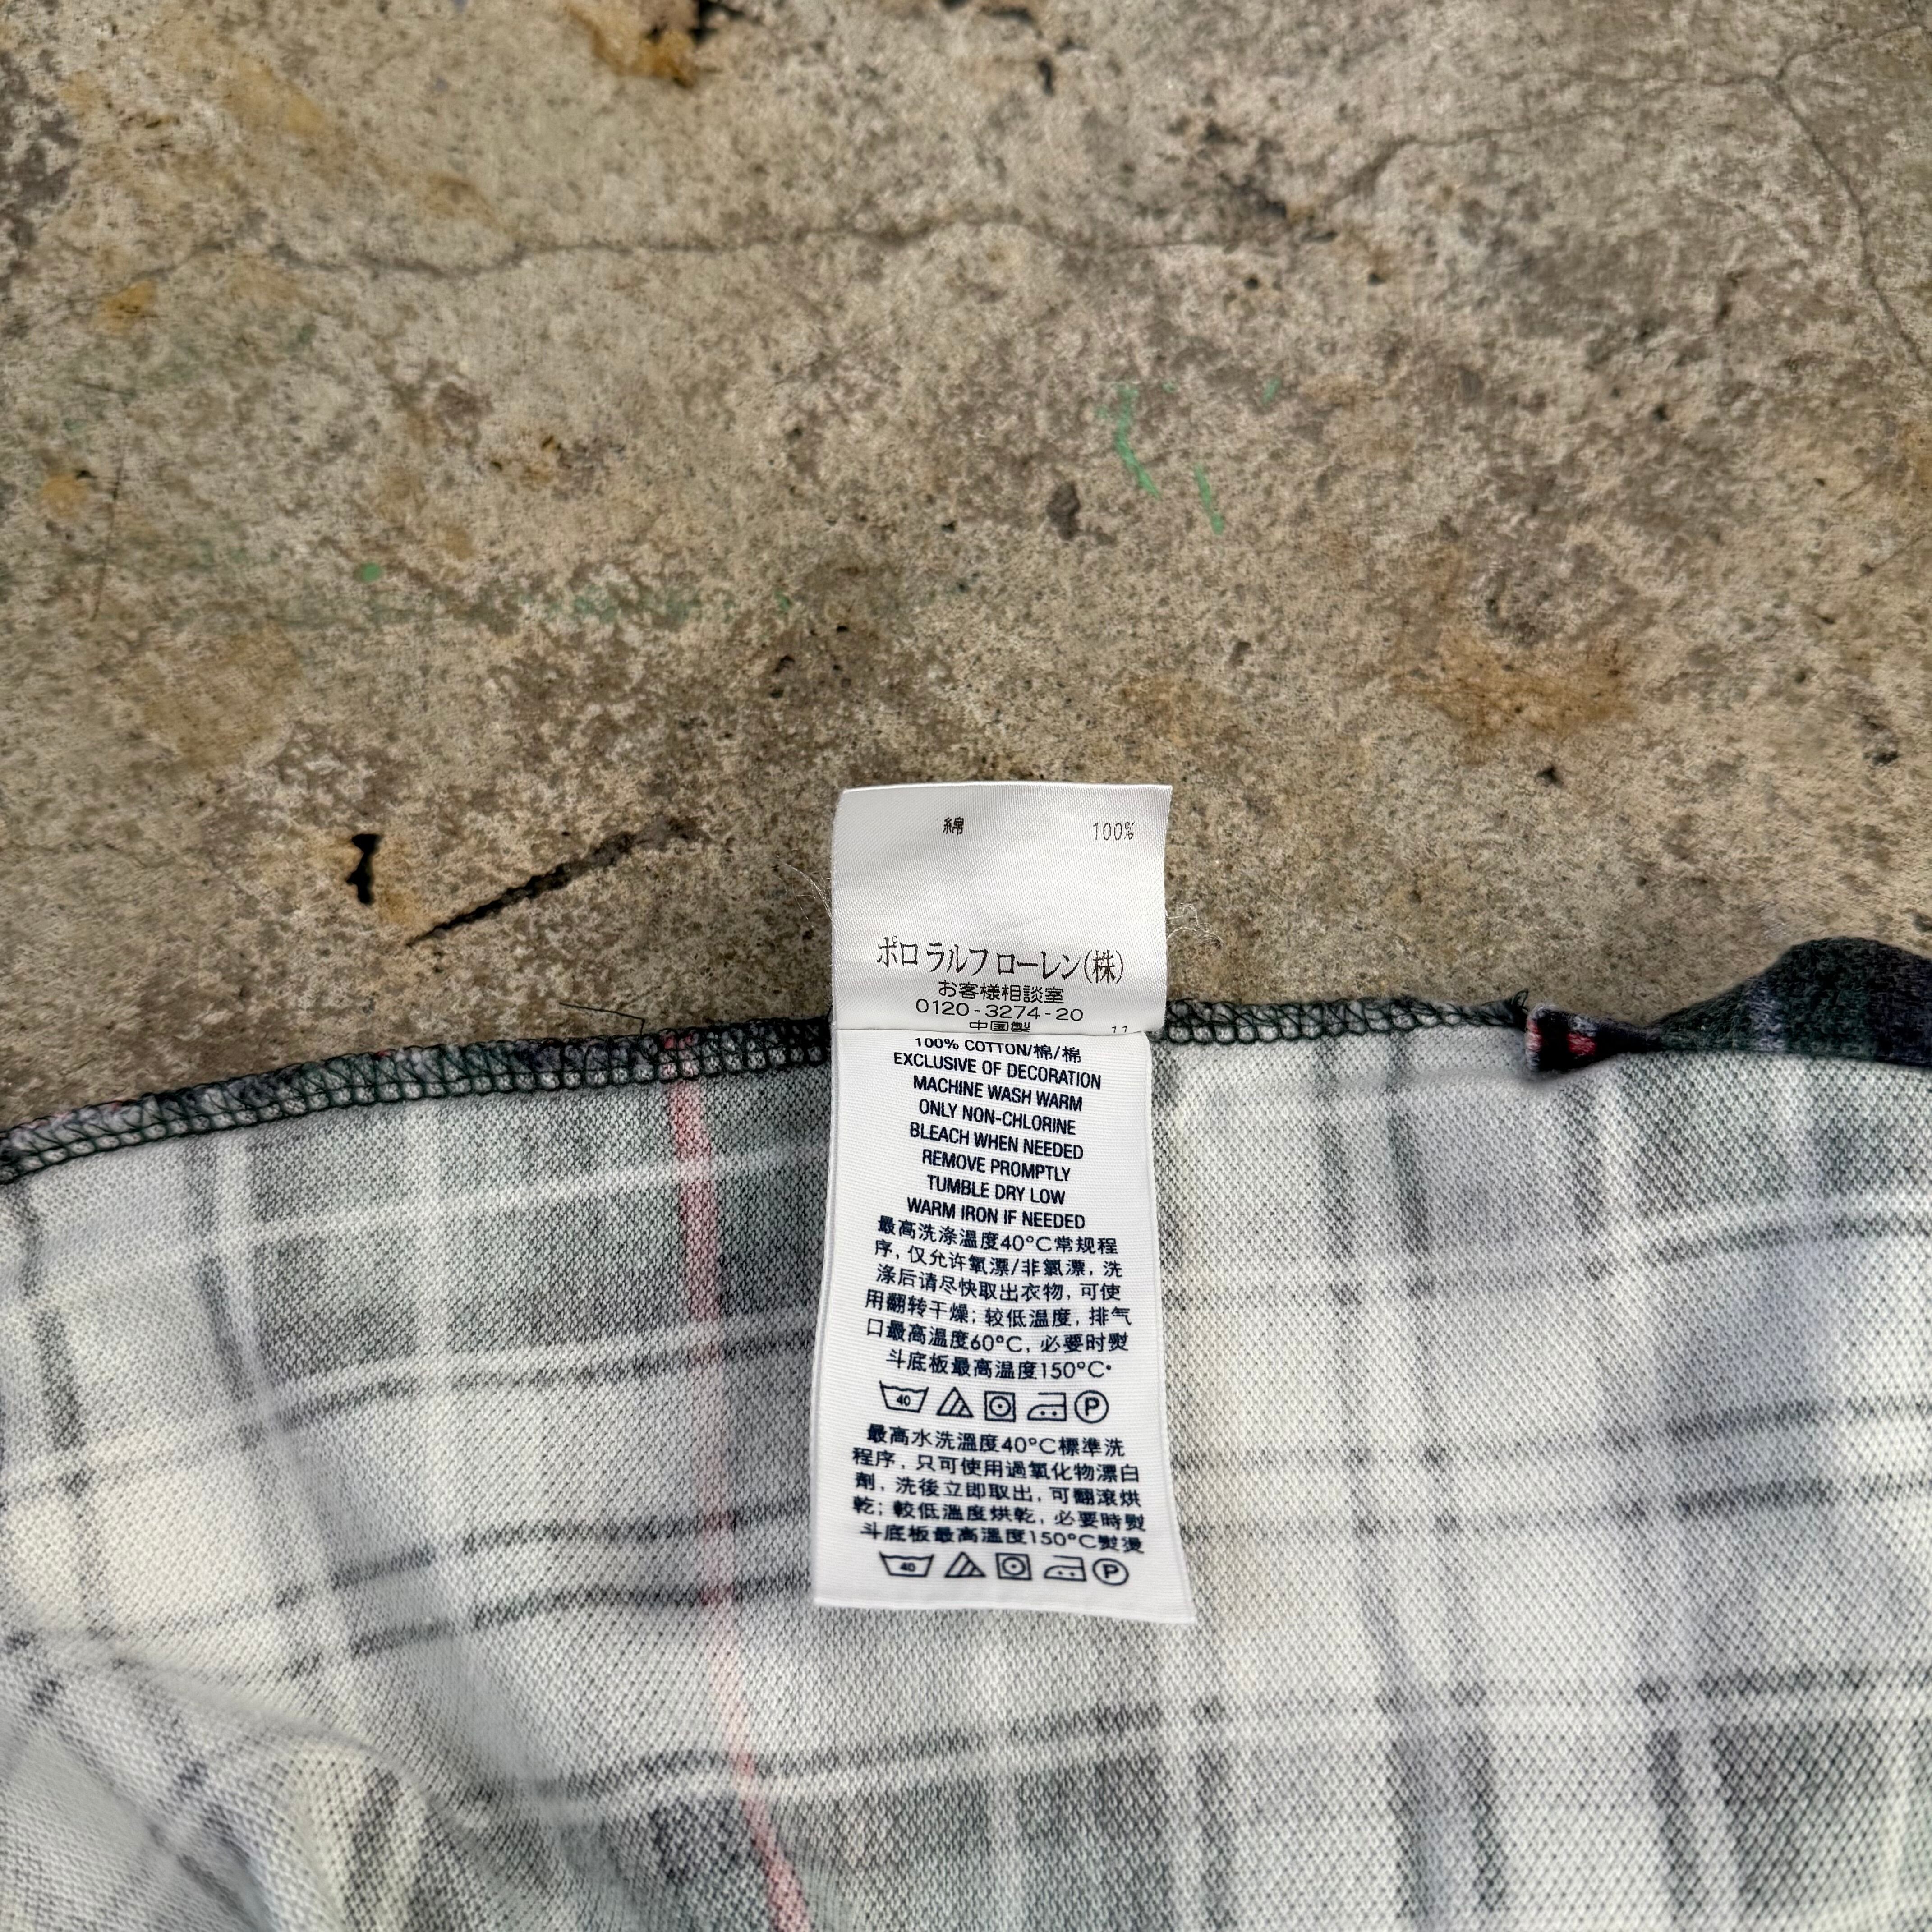 綿 100%
ポロ ラルフ ローレン(株)
お客様相談室
0120-3274-20
中国製 11
100% COTTON/棉/棉
EXCLUSIVE OF DECORATION
MACHINE WASH WARM
ONLY NON-CHLORINE
BLEACH WHEN NEEDED
REMOVE PROMPTLY
TUMBLE DRY LOW
WARM IRON IF NEEDED
最高洗涤温度40°C常规程
序, 仅允许氧漂/非氯漂, 洗
涤后请尽快取出衣物, 可使
用翻转干燥; 较低温度, 排气
口最高温度60°C, 必要时熨
斗底板最高温度150°C•
40 P
最高水洗溫度40°C標準洗
程序, 只可使用過氧化物漂白
劑, 洗後立即取出, 可翻滾烘
乾; 較低溫度烘乾, 必要時熨
斗底板最高溫度150°C熨燙
40 P